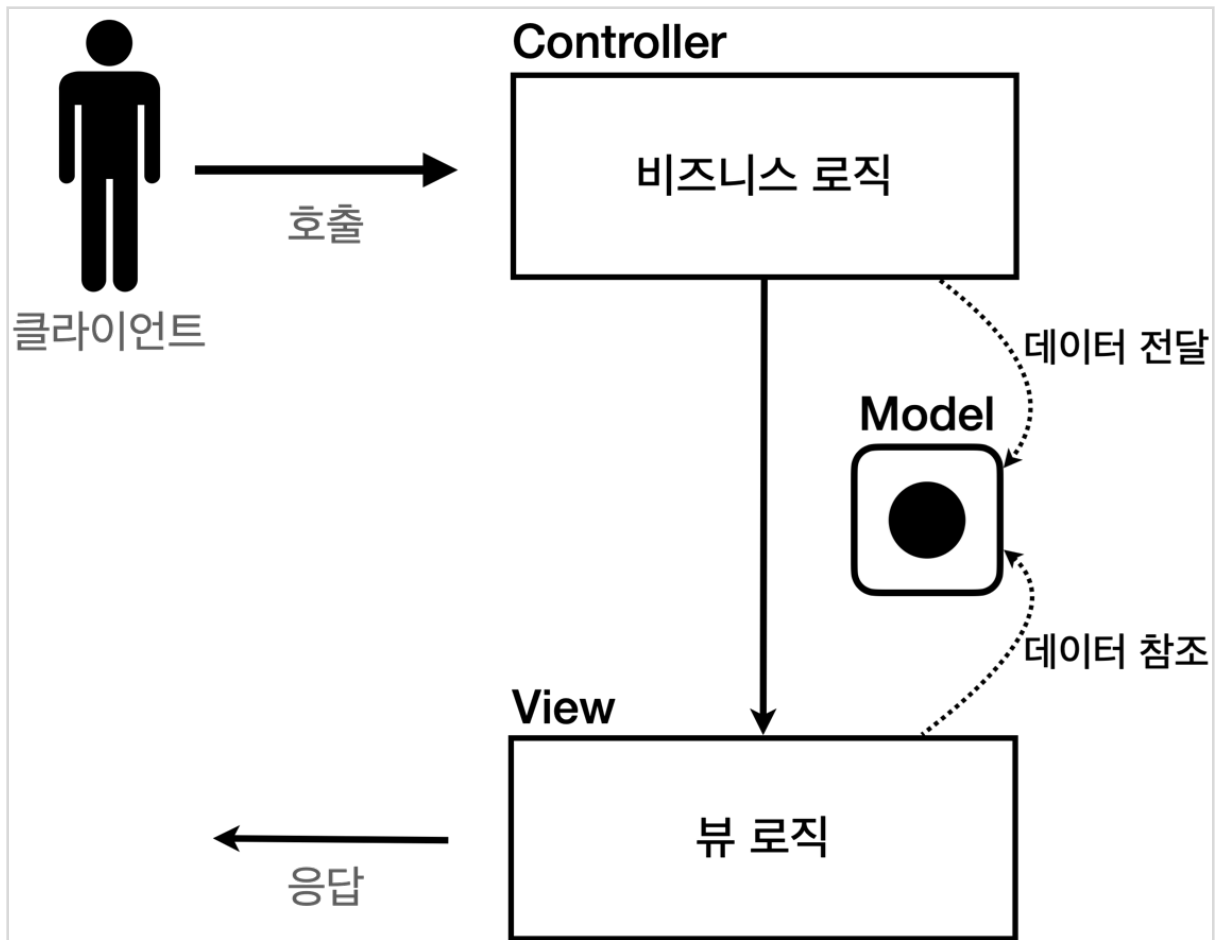 Controller
비즈니스 로직
호출
클라이언트
데이터 전달
Model
데이터 참조
View
뷰 로직
응답